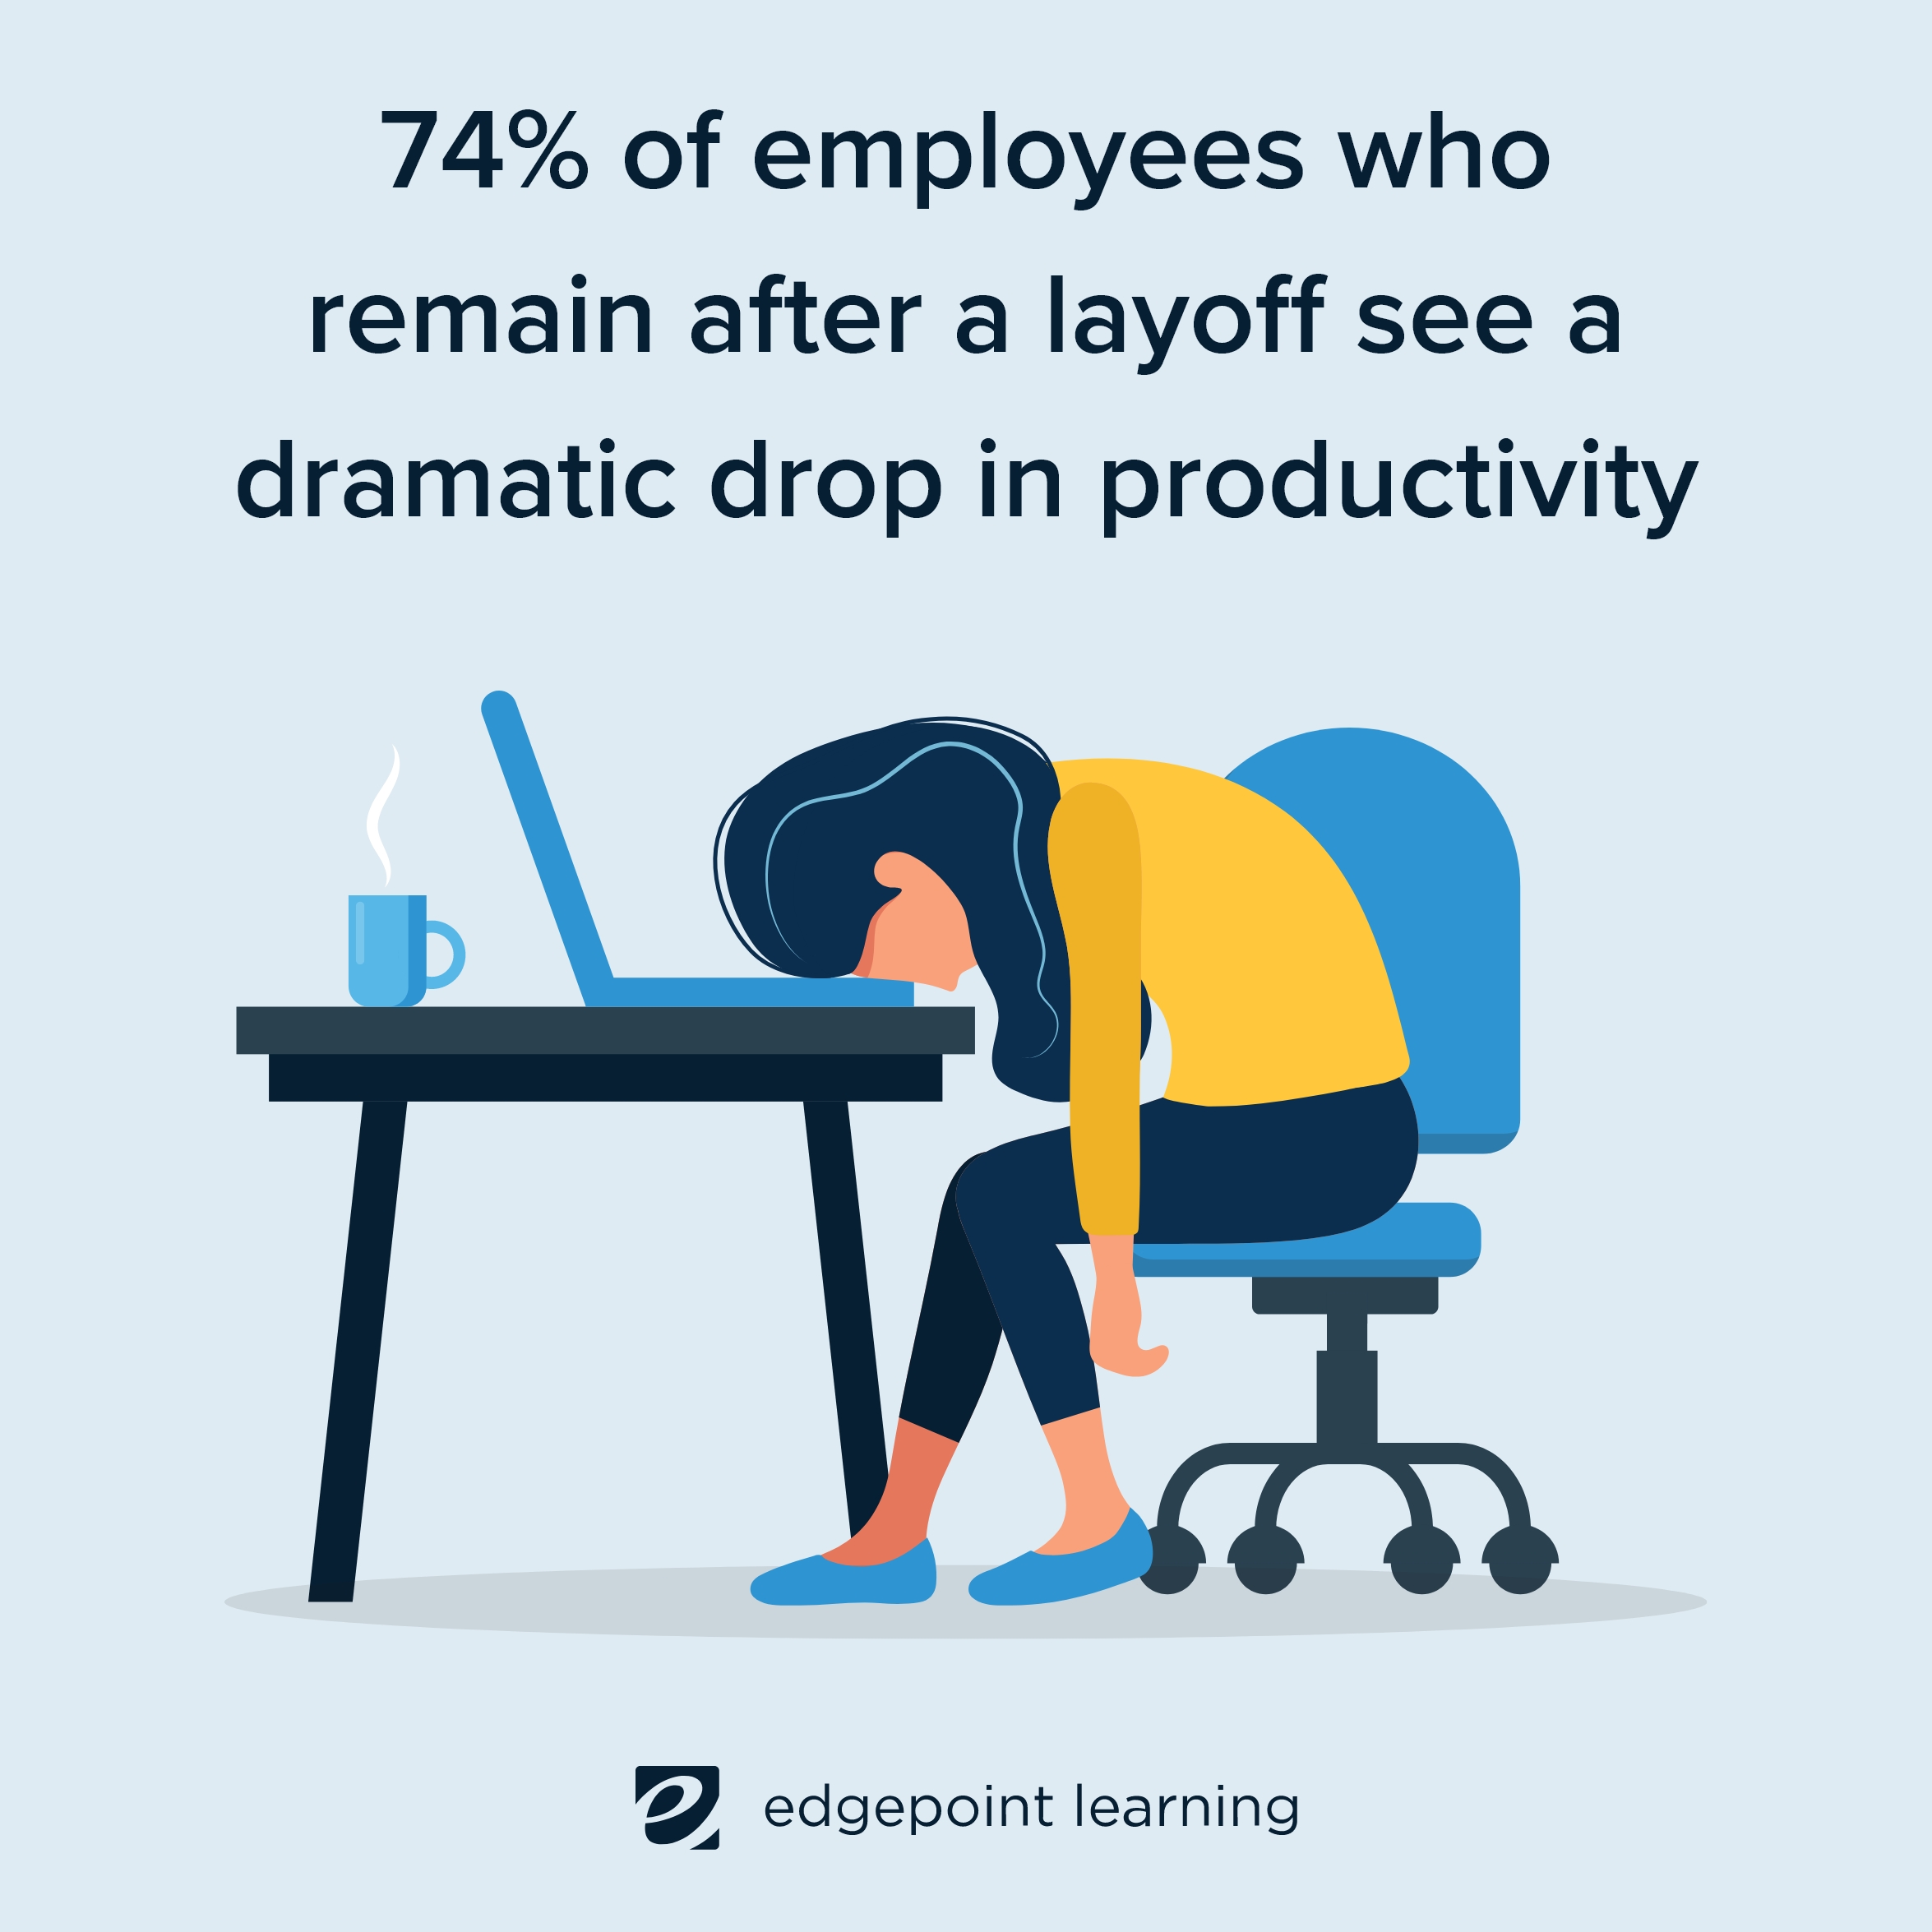 74% of employees who
remain after a layoff see a
dramatic drop in productivity
edgepoint learning